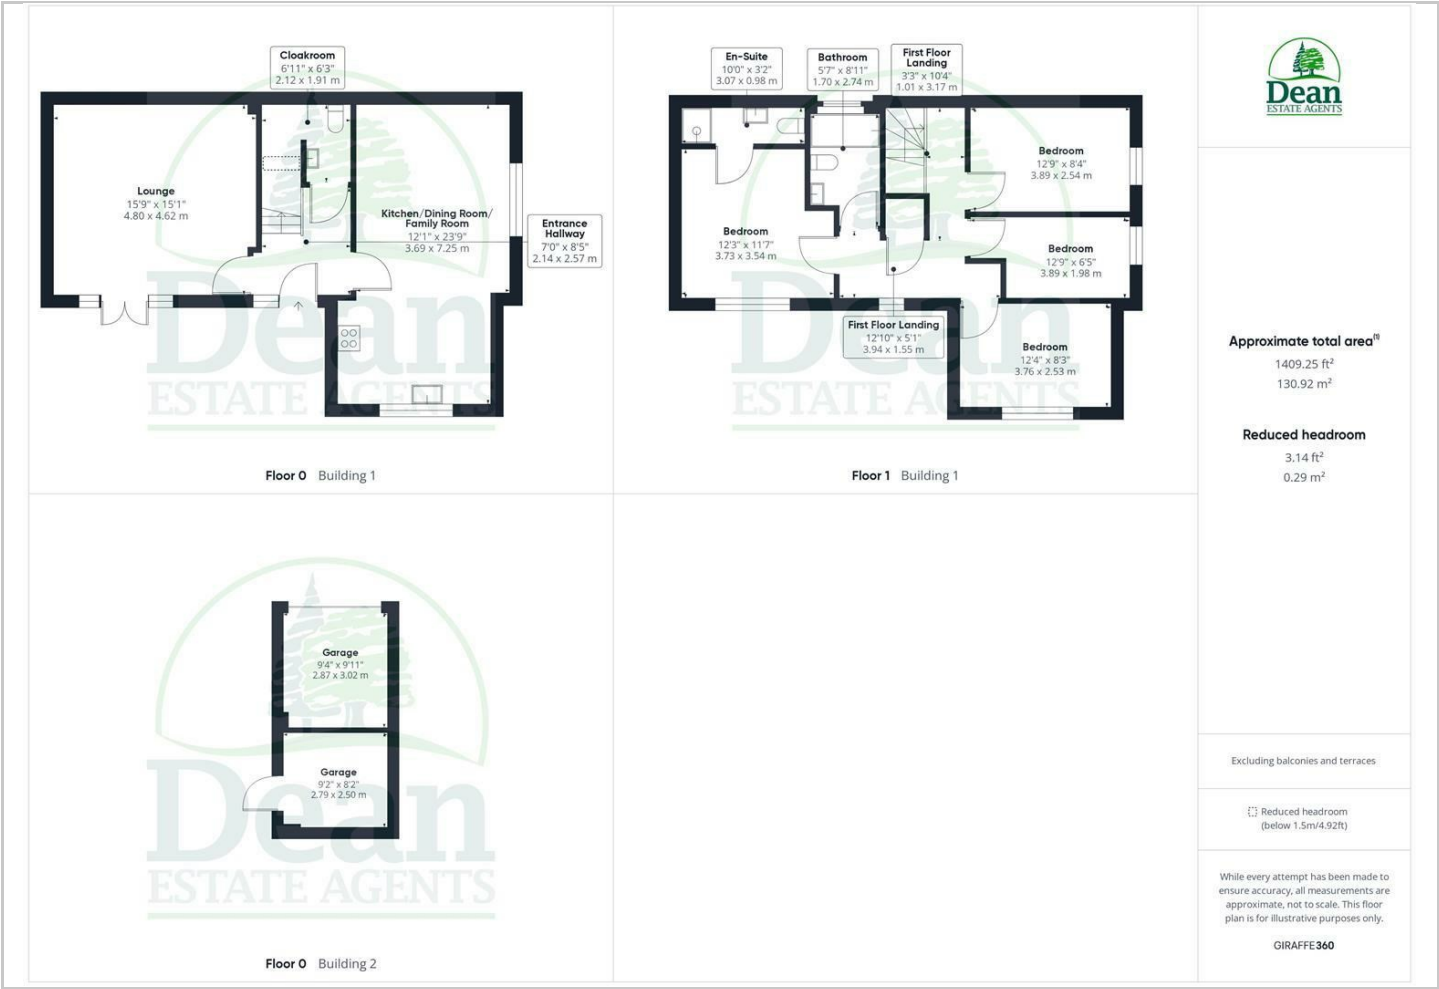 Cloakroom
6'11" x 6'3"
2.12 x 1.91 m
Lounge
15'9" x 15'1"
4.80 x 4.62 m
Kitchen/Dining Room/
Family Room
12'1" x 23'9"
3.69 x 7.25 m
Entrance
Hallway
7'0" x 8'5"
2.14 x 2.57 m
Dean
ESTATE AGENTS
Floor 0 Building 1
En-Suite
10'0" x 3'2"
3.07 x 0.98 m
Bathroom
5'7" x 8'11"
1.70 x 2.74 m
First Floor
Landing
3'3" x 10'4"
1.01 x 3.17 m
Bedroom
12'9" x 8'4"
3.89 x 2.54 m
Bedroom
12'3" x 11'7"
3.73 x 3.54 m
Bedroom
12'9" x 6'5"
3.89 x 1.98 m
First Floor Landing
12'10" x 5'1"
3.94 x 1.55 m
Bedroom
12'4" x 8'3"
3.76 x 2.53 m
Dean
ESTATE AGENTS
Floor 1 Building 1
Garage
9'4" x 9'11"
2.87 x 3.02 m
Garage
9'2" x 8'2"
2.79 x 2.50 m
Dean
ESTATE AGENTS
Floor 0 Building 2
Dean
ESTATE AGENTS
Approximate total area(1)
1409.25 ft²
130.92 m²
Reduced headroom
3.14 ft²
0.29 m²
Excluding balconies and terraces
Reduced headroom
(below 1.5m/4.92ft)
While every attempt has been made to
ensure accuracy, all measurements are
approximate, not to scale. This floor
plan is for illustrative purposes only.
GIRAFFE360